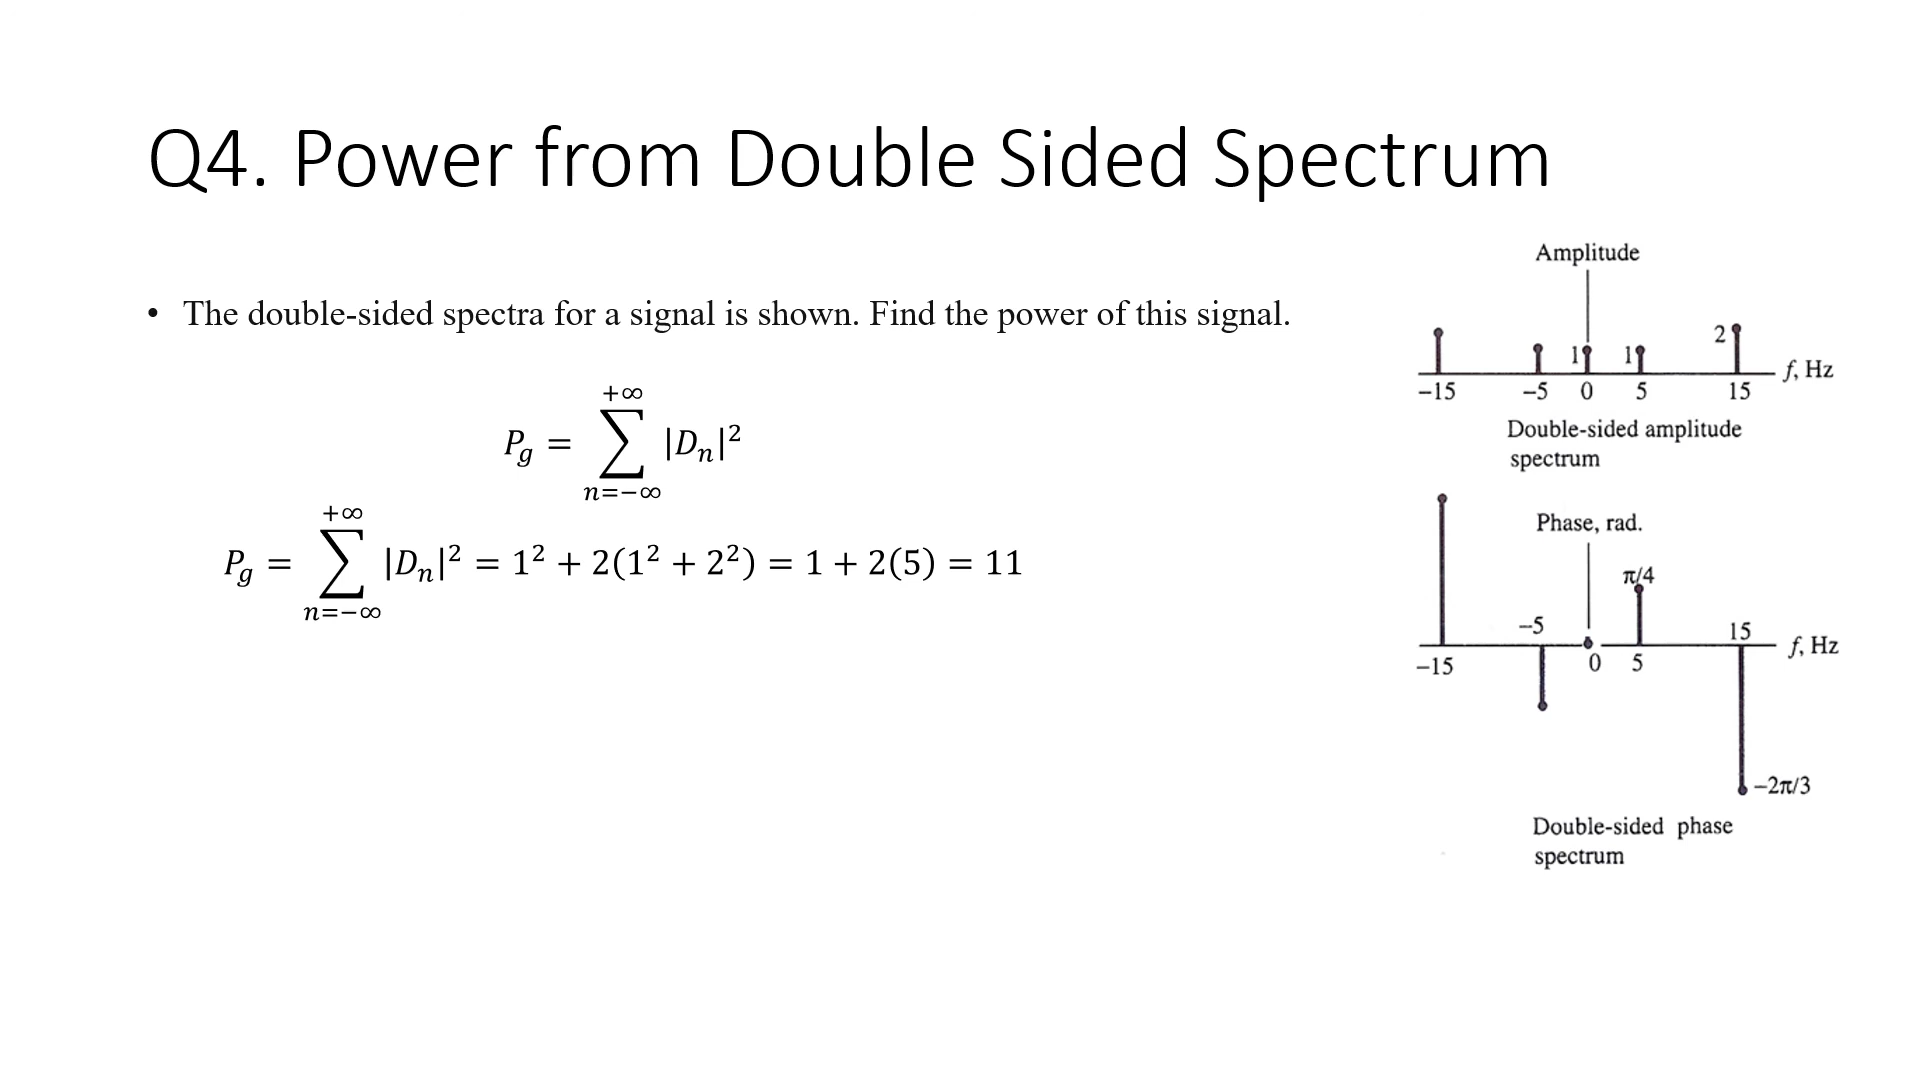 Q4. Power from Double Sided Spectrum
• The double-sided spectra for a signal is shown. Find the power of this signal.
+∞
P_g = ∑ |D_n|²
n=−∞
+∞
P_g = ∑ |D_n|² = 1² + 2(1² + 2²) = 1 + 2(5) = 11
n=−∞
Amplitude
1 1 2
f, Hz
−15 −5 0 5 15
Double-sided amplitude
spectrum
Phase, rad.
π/4
−5 15
f, Hz
−15 0 5
−2π/3
Double-sided phase
spectrum